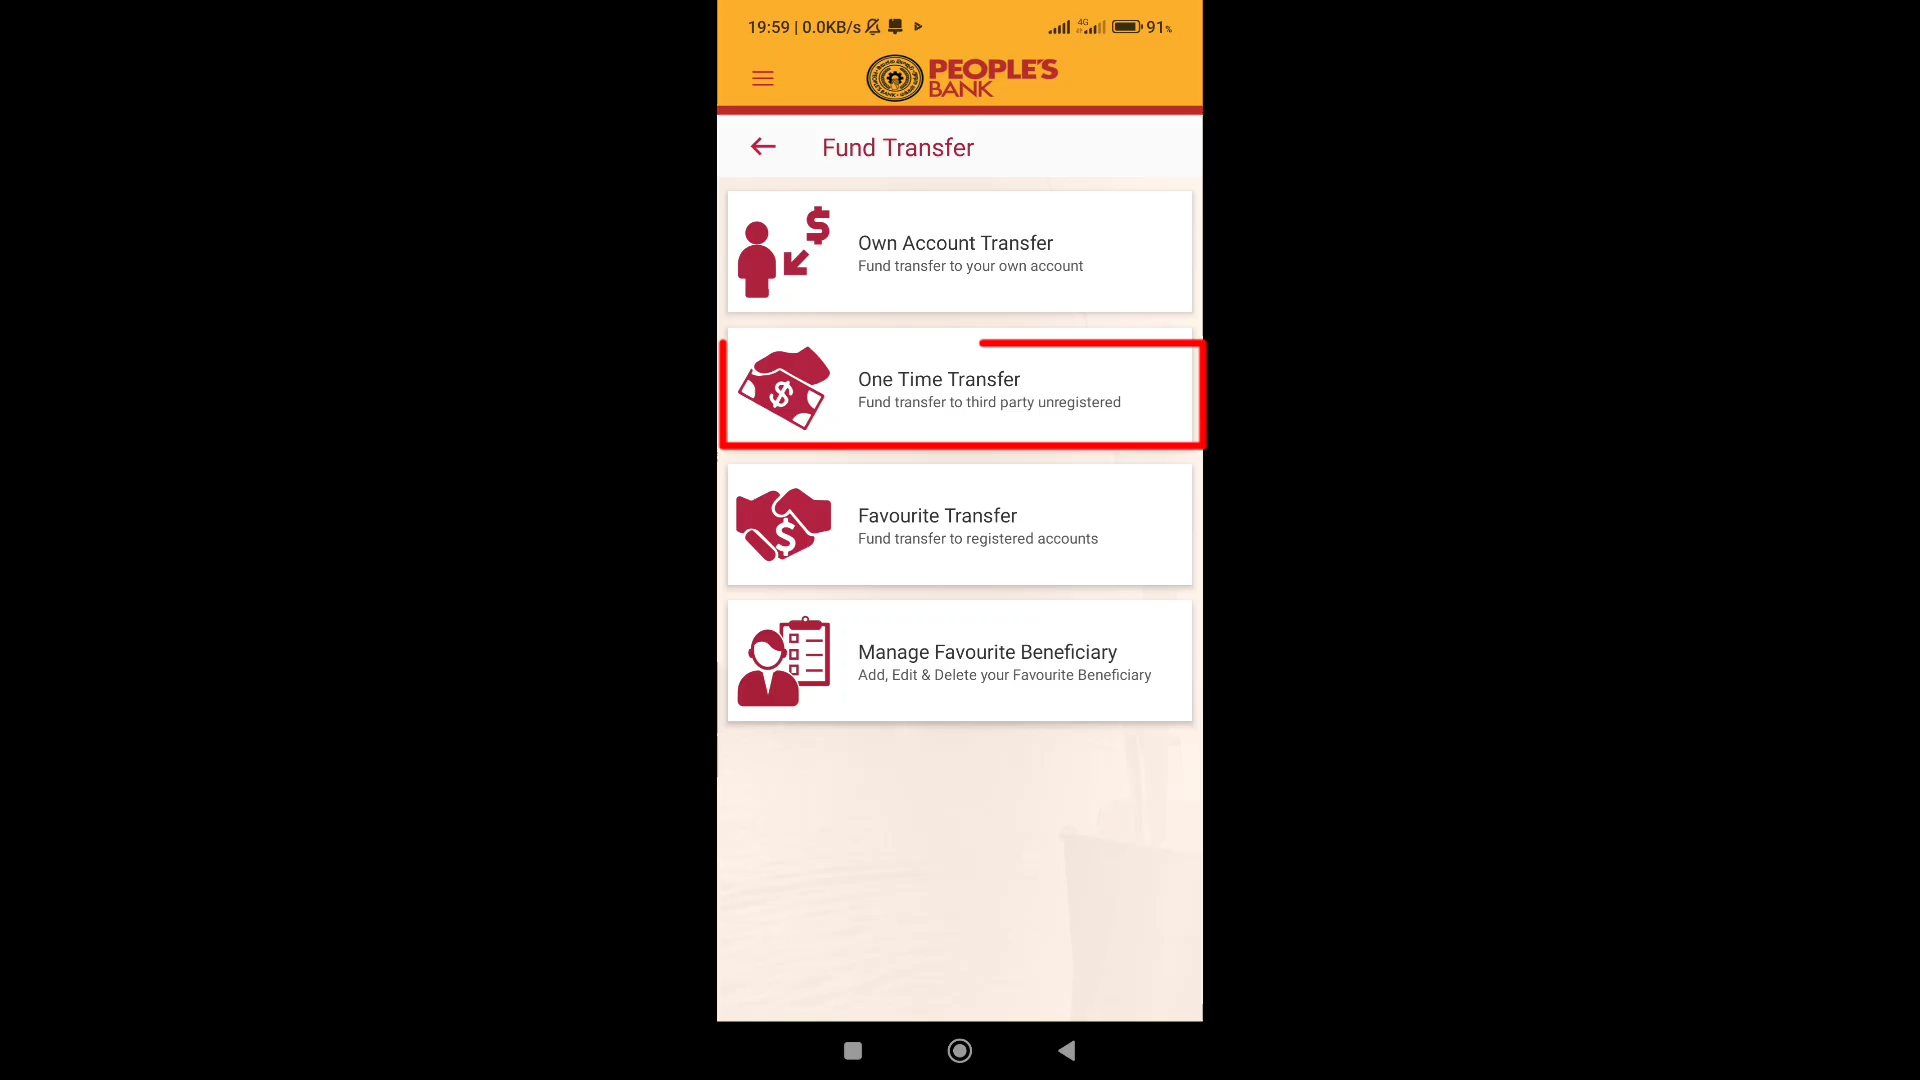 19:59 | 0.0KB/s 4G 91%
PEOPLE'S
BANK
Fund Transfer
$
Own Account Transfer
Fund transfer to your own account
$
One Time Transfer
Fund transfer to third party unregistered
$
Favourite Transfer
Fund transfer to registered accounts
Manage Favourite Beneficiary
Add, Edit & Delete your Favourite Beneficiary